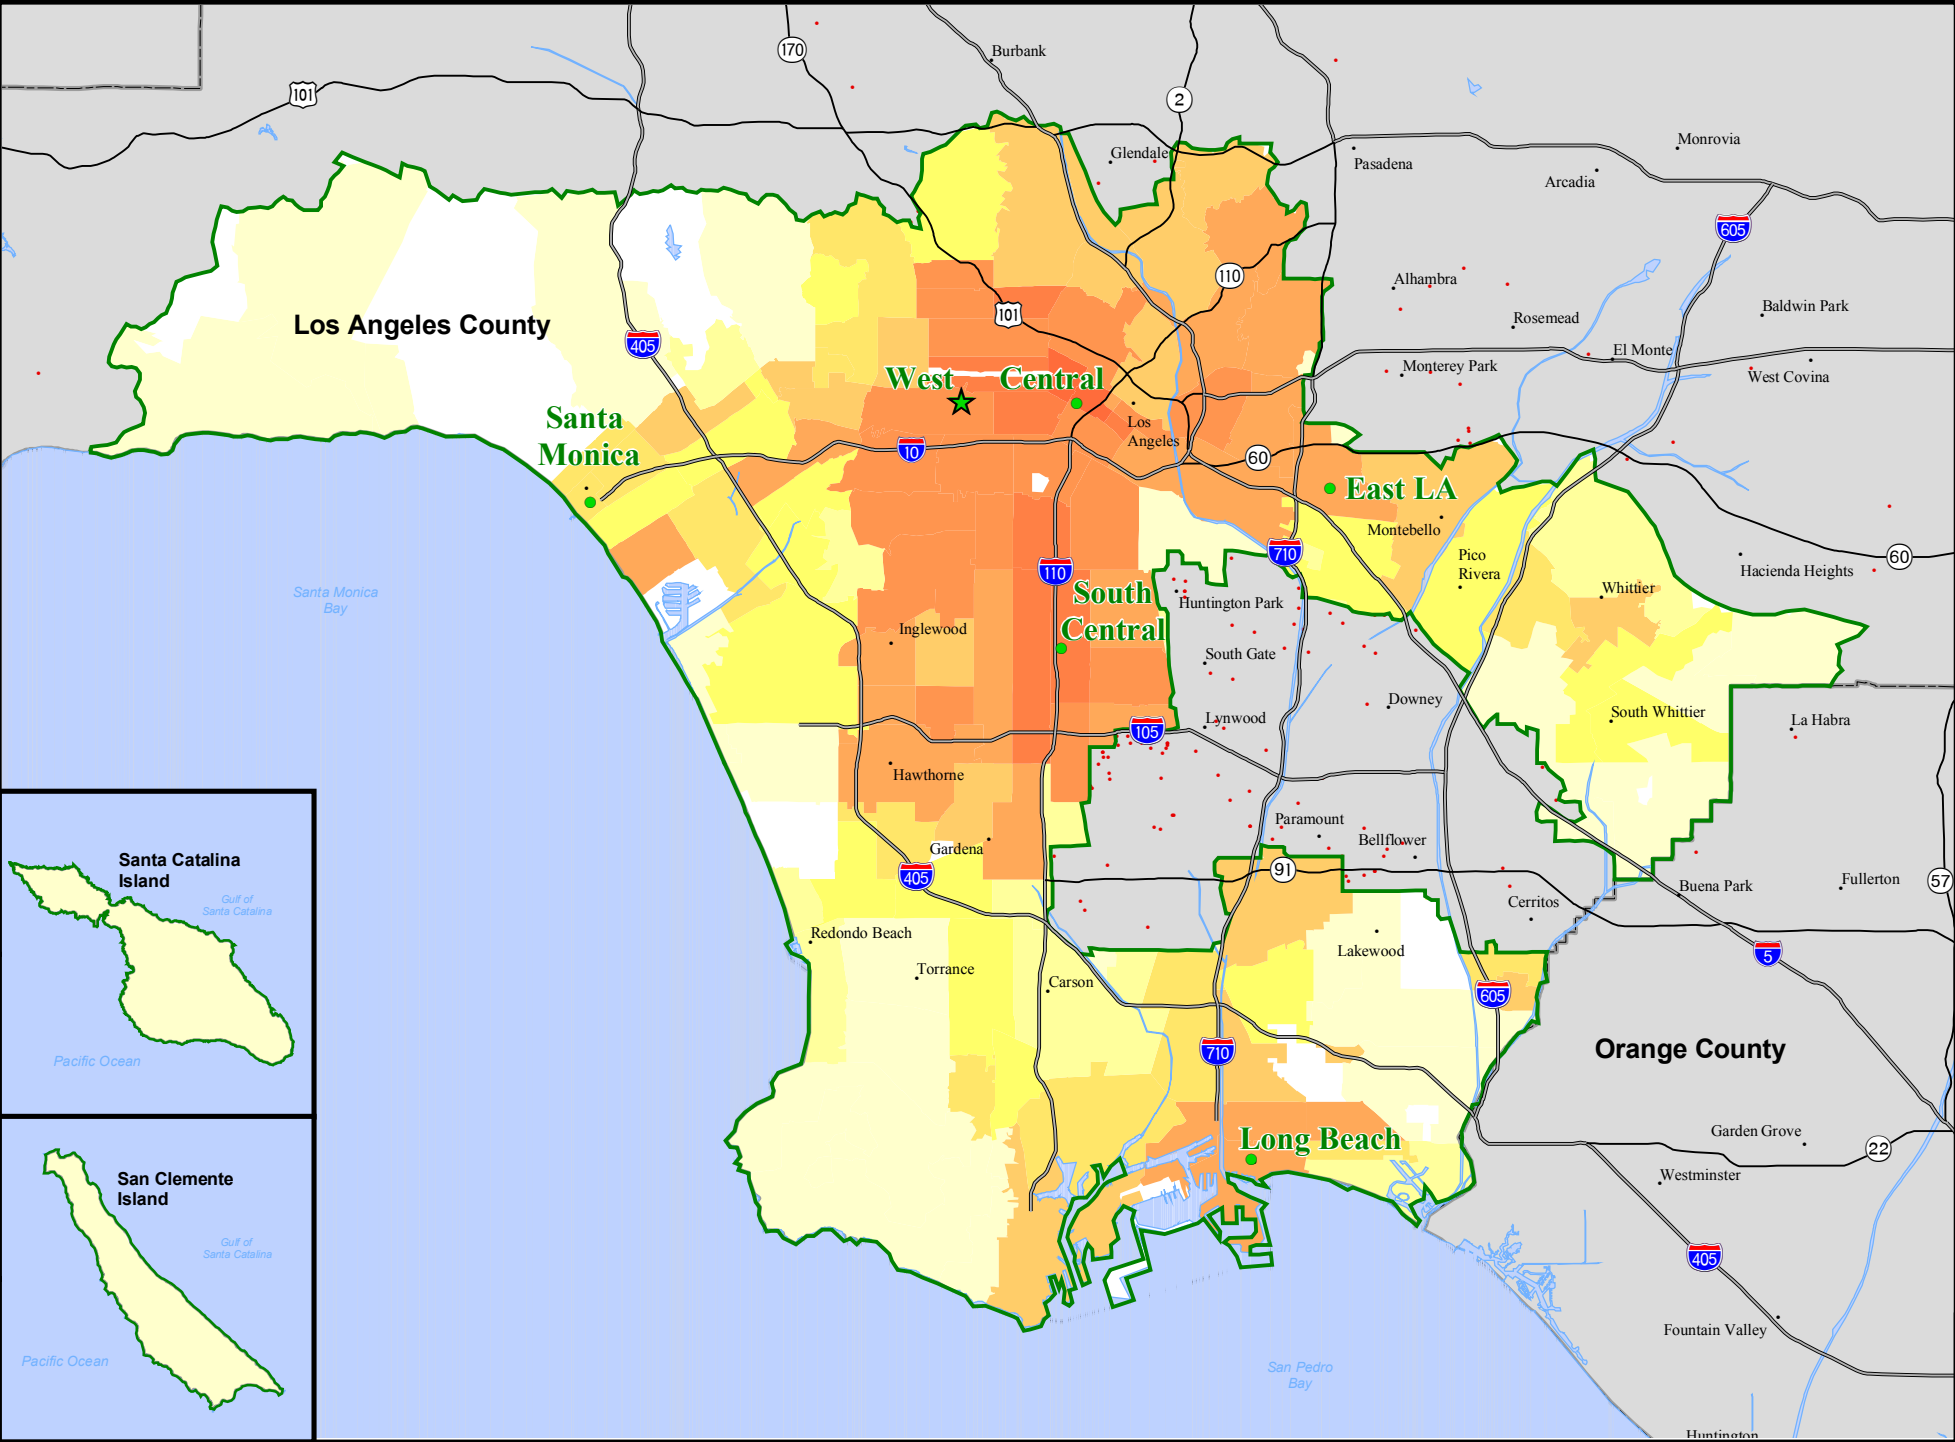 170
Burbank
101
2
Glendale
Pasadena
Monrovia
Arcadia
605
110
Alhambra
Baldwin Park
101
Rosemead
Los Angeles County
405
El Monte
Monterey Park
West Covina
West
Central
Santa
Monica
Los
Angeles
10
60
East LA
Montebello
710
Pico
Rivera
60
Hacienda Heights
110
Whittier
Santa Monica
Bay
South
Central
Huntington Park
Inglewood
South Gate
Downey
South Whittier
La Habra
Lynwood
105
Hawthorne
Paramount
Bellflower
Gardena
405
91
Santa Catalina
Island
Gulf of
Santa Catalina
Pacific Ocean
Buena Park
Fullerton
57
Cerritos
Redondo Beach
Lakewood
5
Torrance
Carson
605
710
Orange County
Long Beach
Garden Grove
22
Westminster
San Clemente
Island
Gulf of
Santa Catalina
Pacific Ocean
405
Fountain Valley
San Pedro
Bay
Huntington